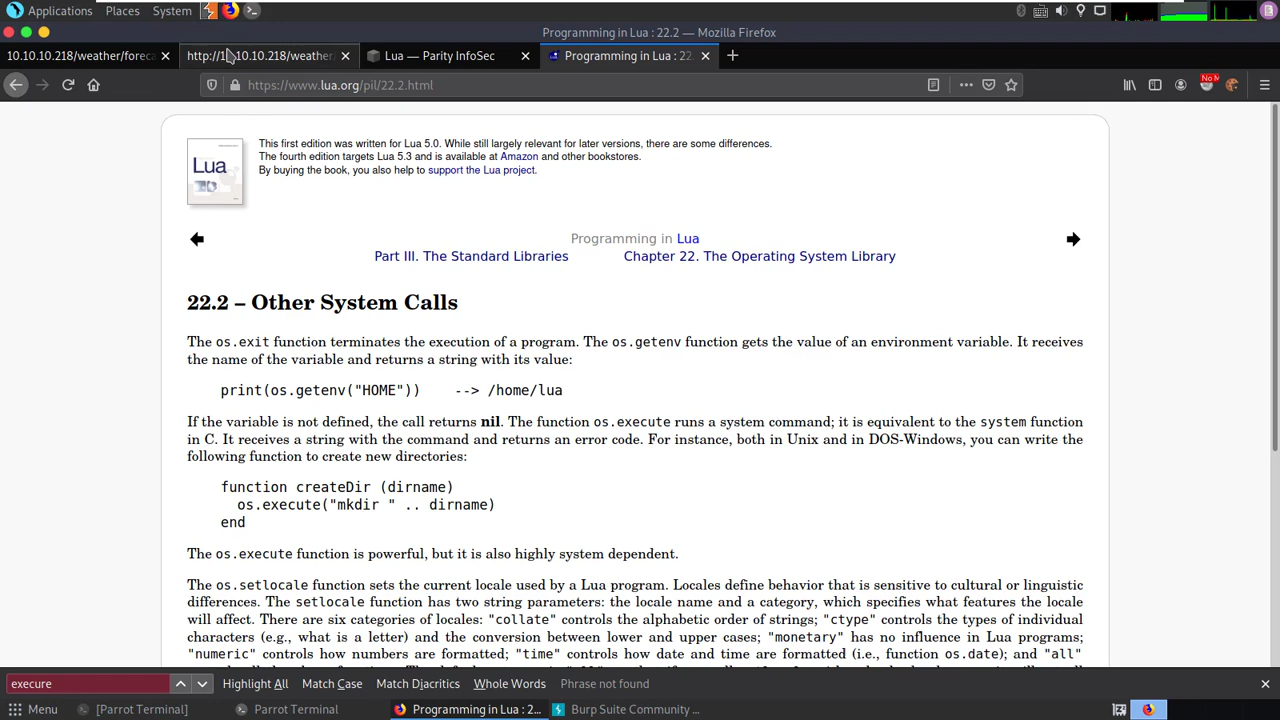 Applications Places System
Programming in Lua : 22.2 — Mozilla Firefox
10.10.10.218/weather/foreca
http://10.10.10.218/weather/
Lua — Parity InfoSec
Programming in Lua : 22.
https://www.lua.org/pil/22.2.html
No M
This first edition was written for Lua 5.0. While still largely relevant for later versions, there are some differences.
The fourth edition targets Lua 5.3 and is available at Amazon and other bookstores.
By buying the book, you also help to support the Lua project.
Lua
Programming in Lua
Part III. The Standard Libraries Chapter 22. The Operating System Library
22.2 – Other System Calls
The os.exit function terminates the execution of a program. The os.getenv function gets the value of an environment variable. It receives
the name of the variable and returns a string with its value:
print(os.getenv("HOME")) --> /home/lua
If the variable is not defined, the call returns nil. The function os.execute runs a system command; it is equivalent to the system function
in C. It receives a string with the command and returns an error code. For instance, both in Unix and in DOS-Windows, you can write the
following function to create new directories:
function createDir (dirname)
os.execute("mkdir " .. dirname)
end
The os.execute function is powerful, but it is also highly system dependent.
The os.setlocale function sets the current locale used by a Lua program. Locales define behavior that is sensitive to cultural or linguistic
differences. The setlocale function has two string parameters: the locale name and a category, which specifies what features the locale
will affect. There are six categories of locales: "collate" controls the alphabetic order of strings; "ctype" controls the types of individual
characters (e.g., what is a letter) and the conversion between lower and upper cases; "monetary" has no influence in Lua programs;
"numeric" controls how numbers are formatted; "time" controls how date and time are formatted (i.e., function os.date); and "all"
execure Highlight All Match Case Match Diacritics Whole Words Phrase not found
Menu [Parrot Terminal] Parrot Terminal Programming in Lua : 2... Burp Suite Community ...